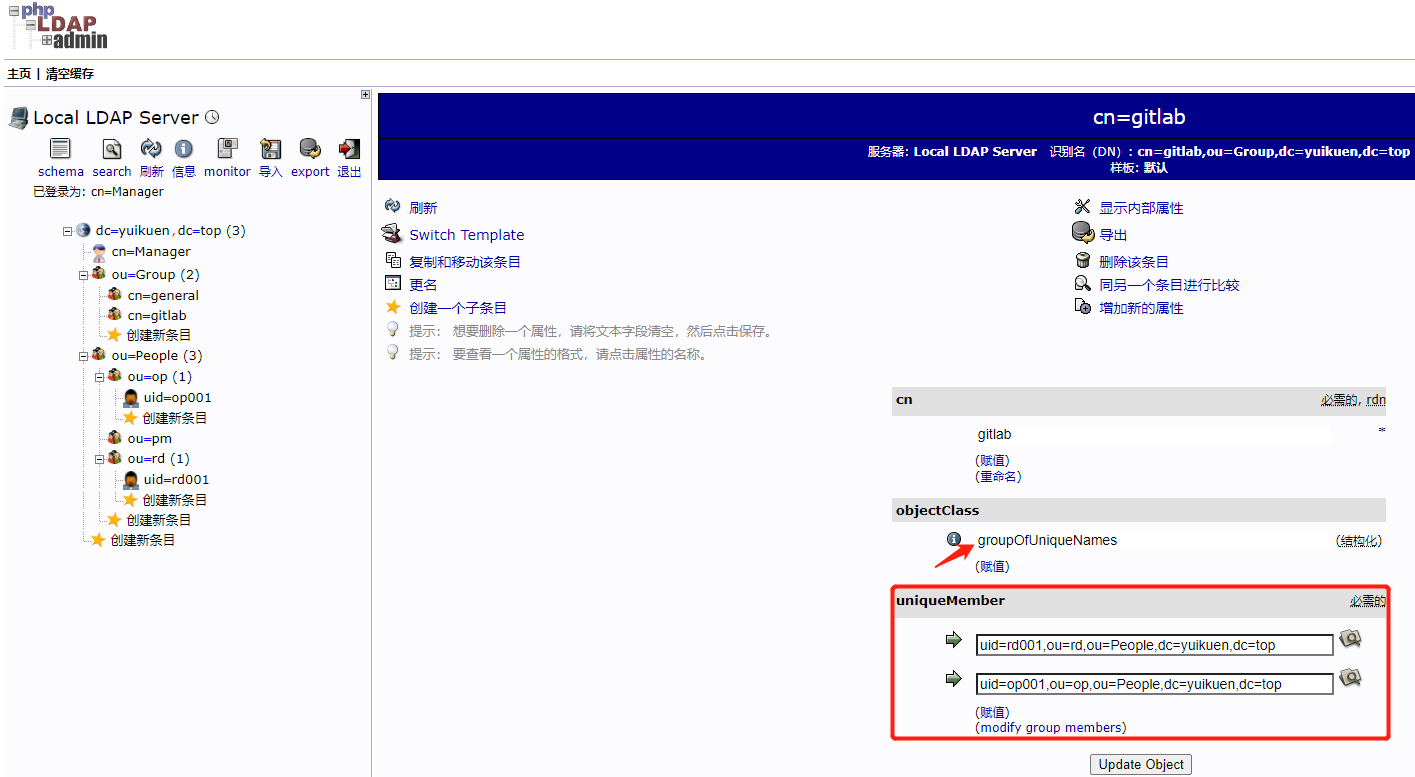 php
LDAP
admin
主页 | 清空缓存
Local LDAP Server
schema search 刷新 信息 monitor 导入 export 退出
已登录为: cn=Manager
dc=yuikuen,dc=top (3)
cn=Manager
ou=Group (2)
cn=general
cn=gitlab
创建新条目
ou=People (3)
ou=op (1)
uid=op001
创建新条目
ou=pm
ou=rd (1)
uid=rd001
创建新条目
创建新条目
创建新条目
cn=gitlab
服务器: Local LDAP Server 识别名（DN）: cn=gitlab,ou=Group,dc=yuikuen,dc=top
样板: 默认
刷新
Switch Template
复制和移动该条目
更名
创建一个子条目
提示： 想要删除一个属性，请将文本字段清空，然后点击保存。
提示： 要查看一个属性的格式，请点击属性的名称。
显示内部属性
导出
删除该条目
同另一个条目进行比较
增加新的属性
cn 必需的, rdn
gitlab *
(赋值)
(重命名)
objectClass
groupOfUniqueNames (结构化)
(赋值)
uniqueMember 必需的
uid=rd001,ou=rd,ou=People,dc=yuikuen,dc=top
uid=op001,ou=op,ou=People,dc=yuikuen,dc=top
(赋值)
(modify group members)
Update Object